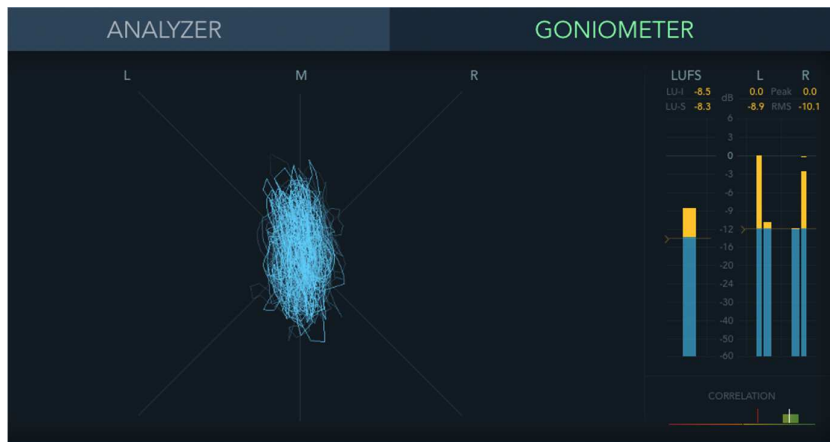 ANALYZER GONIOMETER
L M R LUFS L R
LU-I -8.5 dB 0.0 Peak 0.0
LU-S -8.3 -8.9 RMS -10.1
6
3
0
-3
-6
-9
-12
-16
-20
-24
-30
-40
-50
-60
CORRELATION